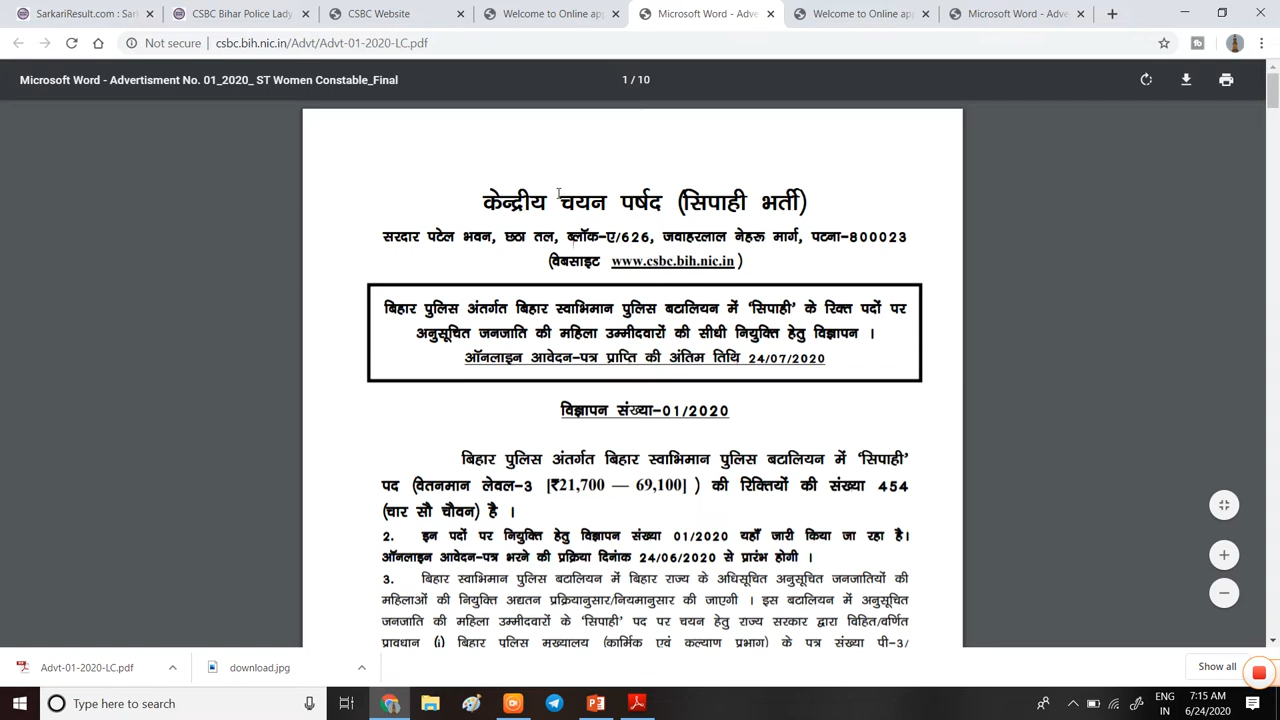 SarkariResult.com : Sark
CSBC Bihar Police Lady
CSBC Website
Welcome to Online app
Microsoft Word - Adve
Welcome to Online app
Microsoft Word - Adve
Not secure | csbc.bih.nic.in/Advt/Advt-01-2020-LC.pdf
Microsoft Word - Advertisment No. 01_2020_ ST Women Constable_Final
1 / 10
केन्द्रीय चयन पर्षद (सिपाही भर्ती)
सरदार पटेल भवन, छठा तल, ब्लॉक-ए/626, जवाहरलाल नेहरू मार्ग, पटना-800023
(वेबसाइट www.csbc.bih.nic.in )
बिहार पुलिस अंतर्गत बिहार स्वाभिमान पुलिस बटालियन में ‘सिपाही’ के रिक्त पदों पर
अनुसूचित जनजाति की महिला उम्मीदवारों की सीधी नियुक्ति हेतु विज्ञापन ।
ऑनलाइन आवेदन-पत्र प्राप्ति की अंतिम तिथि 24/07/2020
विज्ञापन संख्या-01/2020
बिहार पुलिस अंतर्गत बिहार स्वाभिमान पुलिस बटालियन में ‘सिपाही’
पद (वेतनमान लेवल-3 [₹21,700 — 69,100] ) की रिक्तियों की संख्या 454
(चार सौ चौवन) है ।
2. इन पदों पर नियुक्ति हेतु विज्ञापन संख्या 01/2020 यहाँ जारी किया जा रहा है।
ऑनलाइन आवेदन-पत्र भरने की प्रक्रिया दिनांक 24/06/2020 से प्रारंभ होगी ।
3. बिहार स्वाभिमान पुलिस बटालियन में बिहार राज्य के अधिसूचित अनुसूचित जनजातियों की
महिलाओं की नियुक्ति अद्यतन प्रक्रियानुसार/नियमानुसार की जाएगी । इस बटालियन में अनुसूचित
जनजाति की महिला उम्मीदवारों के ‘सिपाही’ पद पर चयन हेतु राज्य सरकार द्वारा विहित/वर्णित
प्रावधान (i) बिहार पुलिस मुख्यालय (कार्मिक एवं कल्याण प्रभाग) के पत्र संख्या पी-3/
Advt-01-2020-LC.pdf
download.jpg
Show all
Type here to search
ENG
IN
7:15 AM
6/24/2020